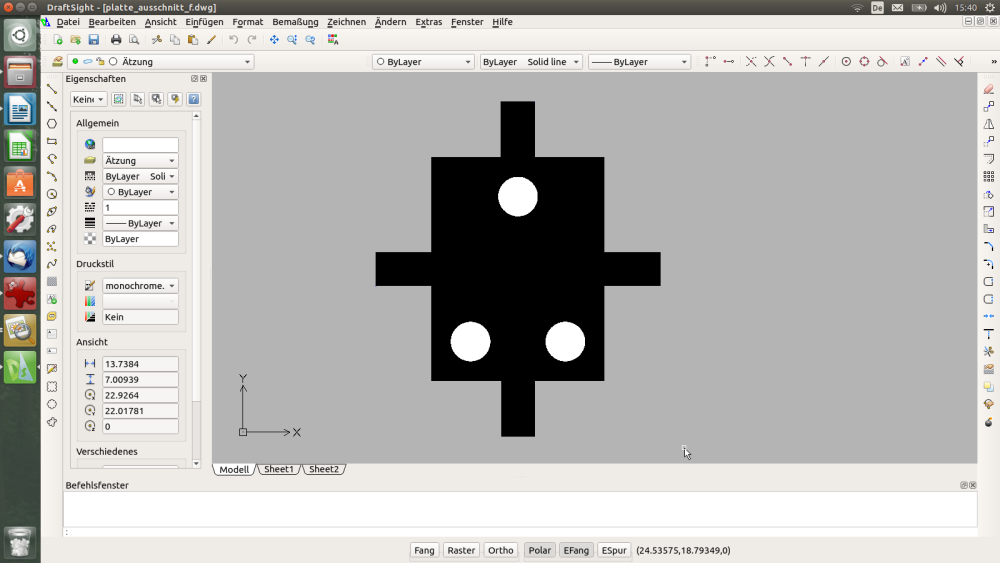 DraftSight - [platte_ausschnitt_f.dwg]
De
15:40
Datei Bearbeiten Ansicht Einfügen Format Bemaßung Zeichnen Ändern Extras Fenster Hilfe
Ätzung
ByLayer
ByLayer Solid line
ByLayer
»
Eigenschaften
Kein
Allgemein
Ätzung
ByLayer Soli
ByLayer
1
ByLayer
ByLayer
Druckstil
monochrome.
Kein
Ansicht
13.7384
7.00939
22.9264
22.01781
0
Verschiedenes
Y
X
Modell Sheet1 Sheet2
Befehlsfenster
:
Fang Raster Ortho Polar EFang ESpur (24.53575,18.79349,0)